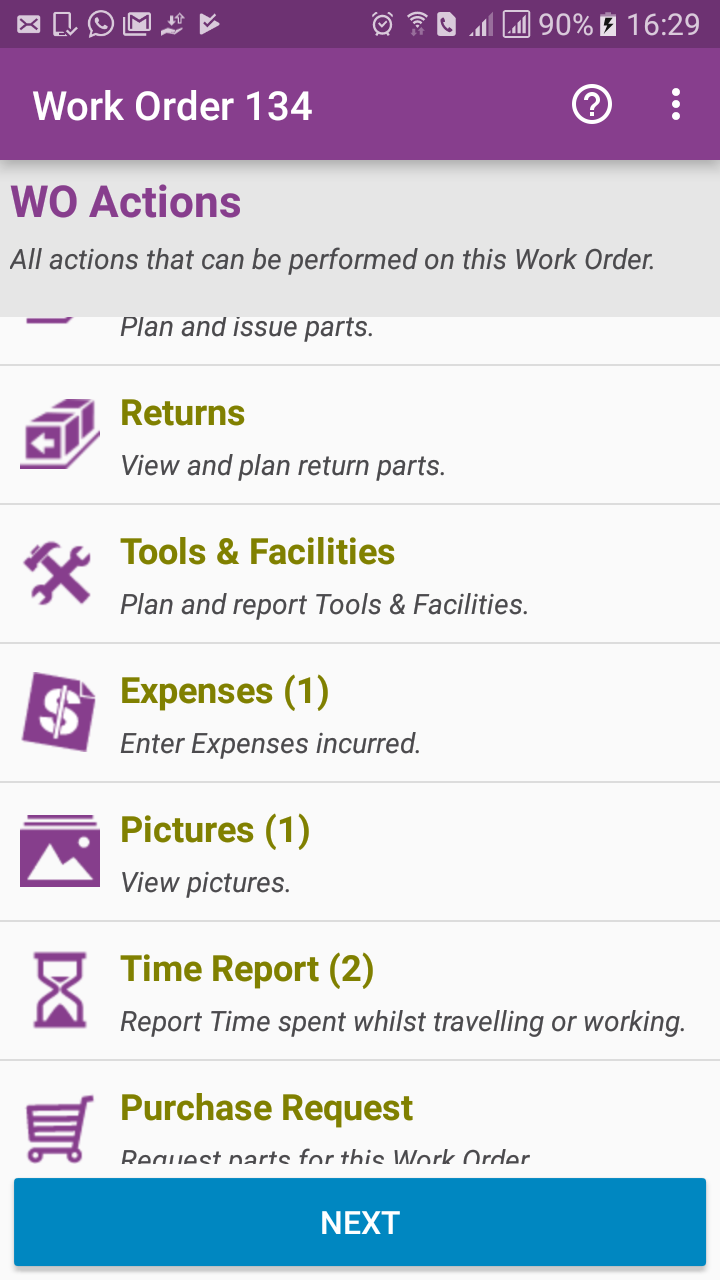 90% 16:29
Work Order 134
WO Actions
All actions that can be performed on this Work Order.
Plan and issue parts.
Returns
View and plan return parts.
Tools & Facilities
Plan and report Tools & Facilities.
Expenses (1)
Enter Expenses incurred.
Pictures (1)
View pictures.
Time Report (2)
Report Time spent whilst travelling or working.
Purchase Request
Request parts for this Work Order
NEXT